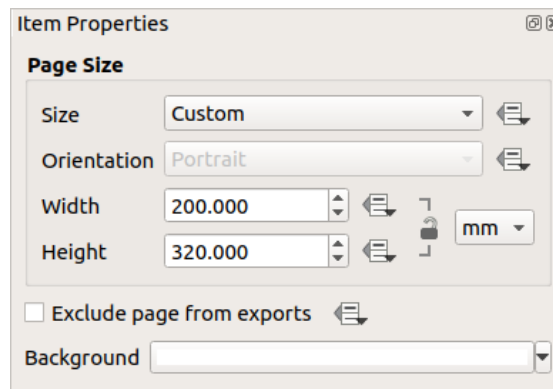 Item Properties
Page Size
Size Custom
Orientation Portrait
Width 200.000
mm
Height 320.000
Exclude page from exports
Background